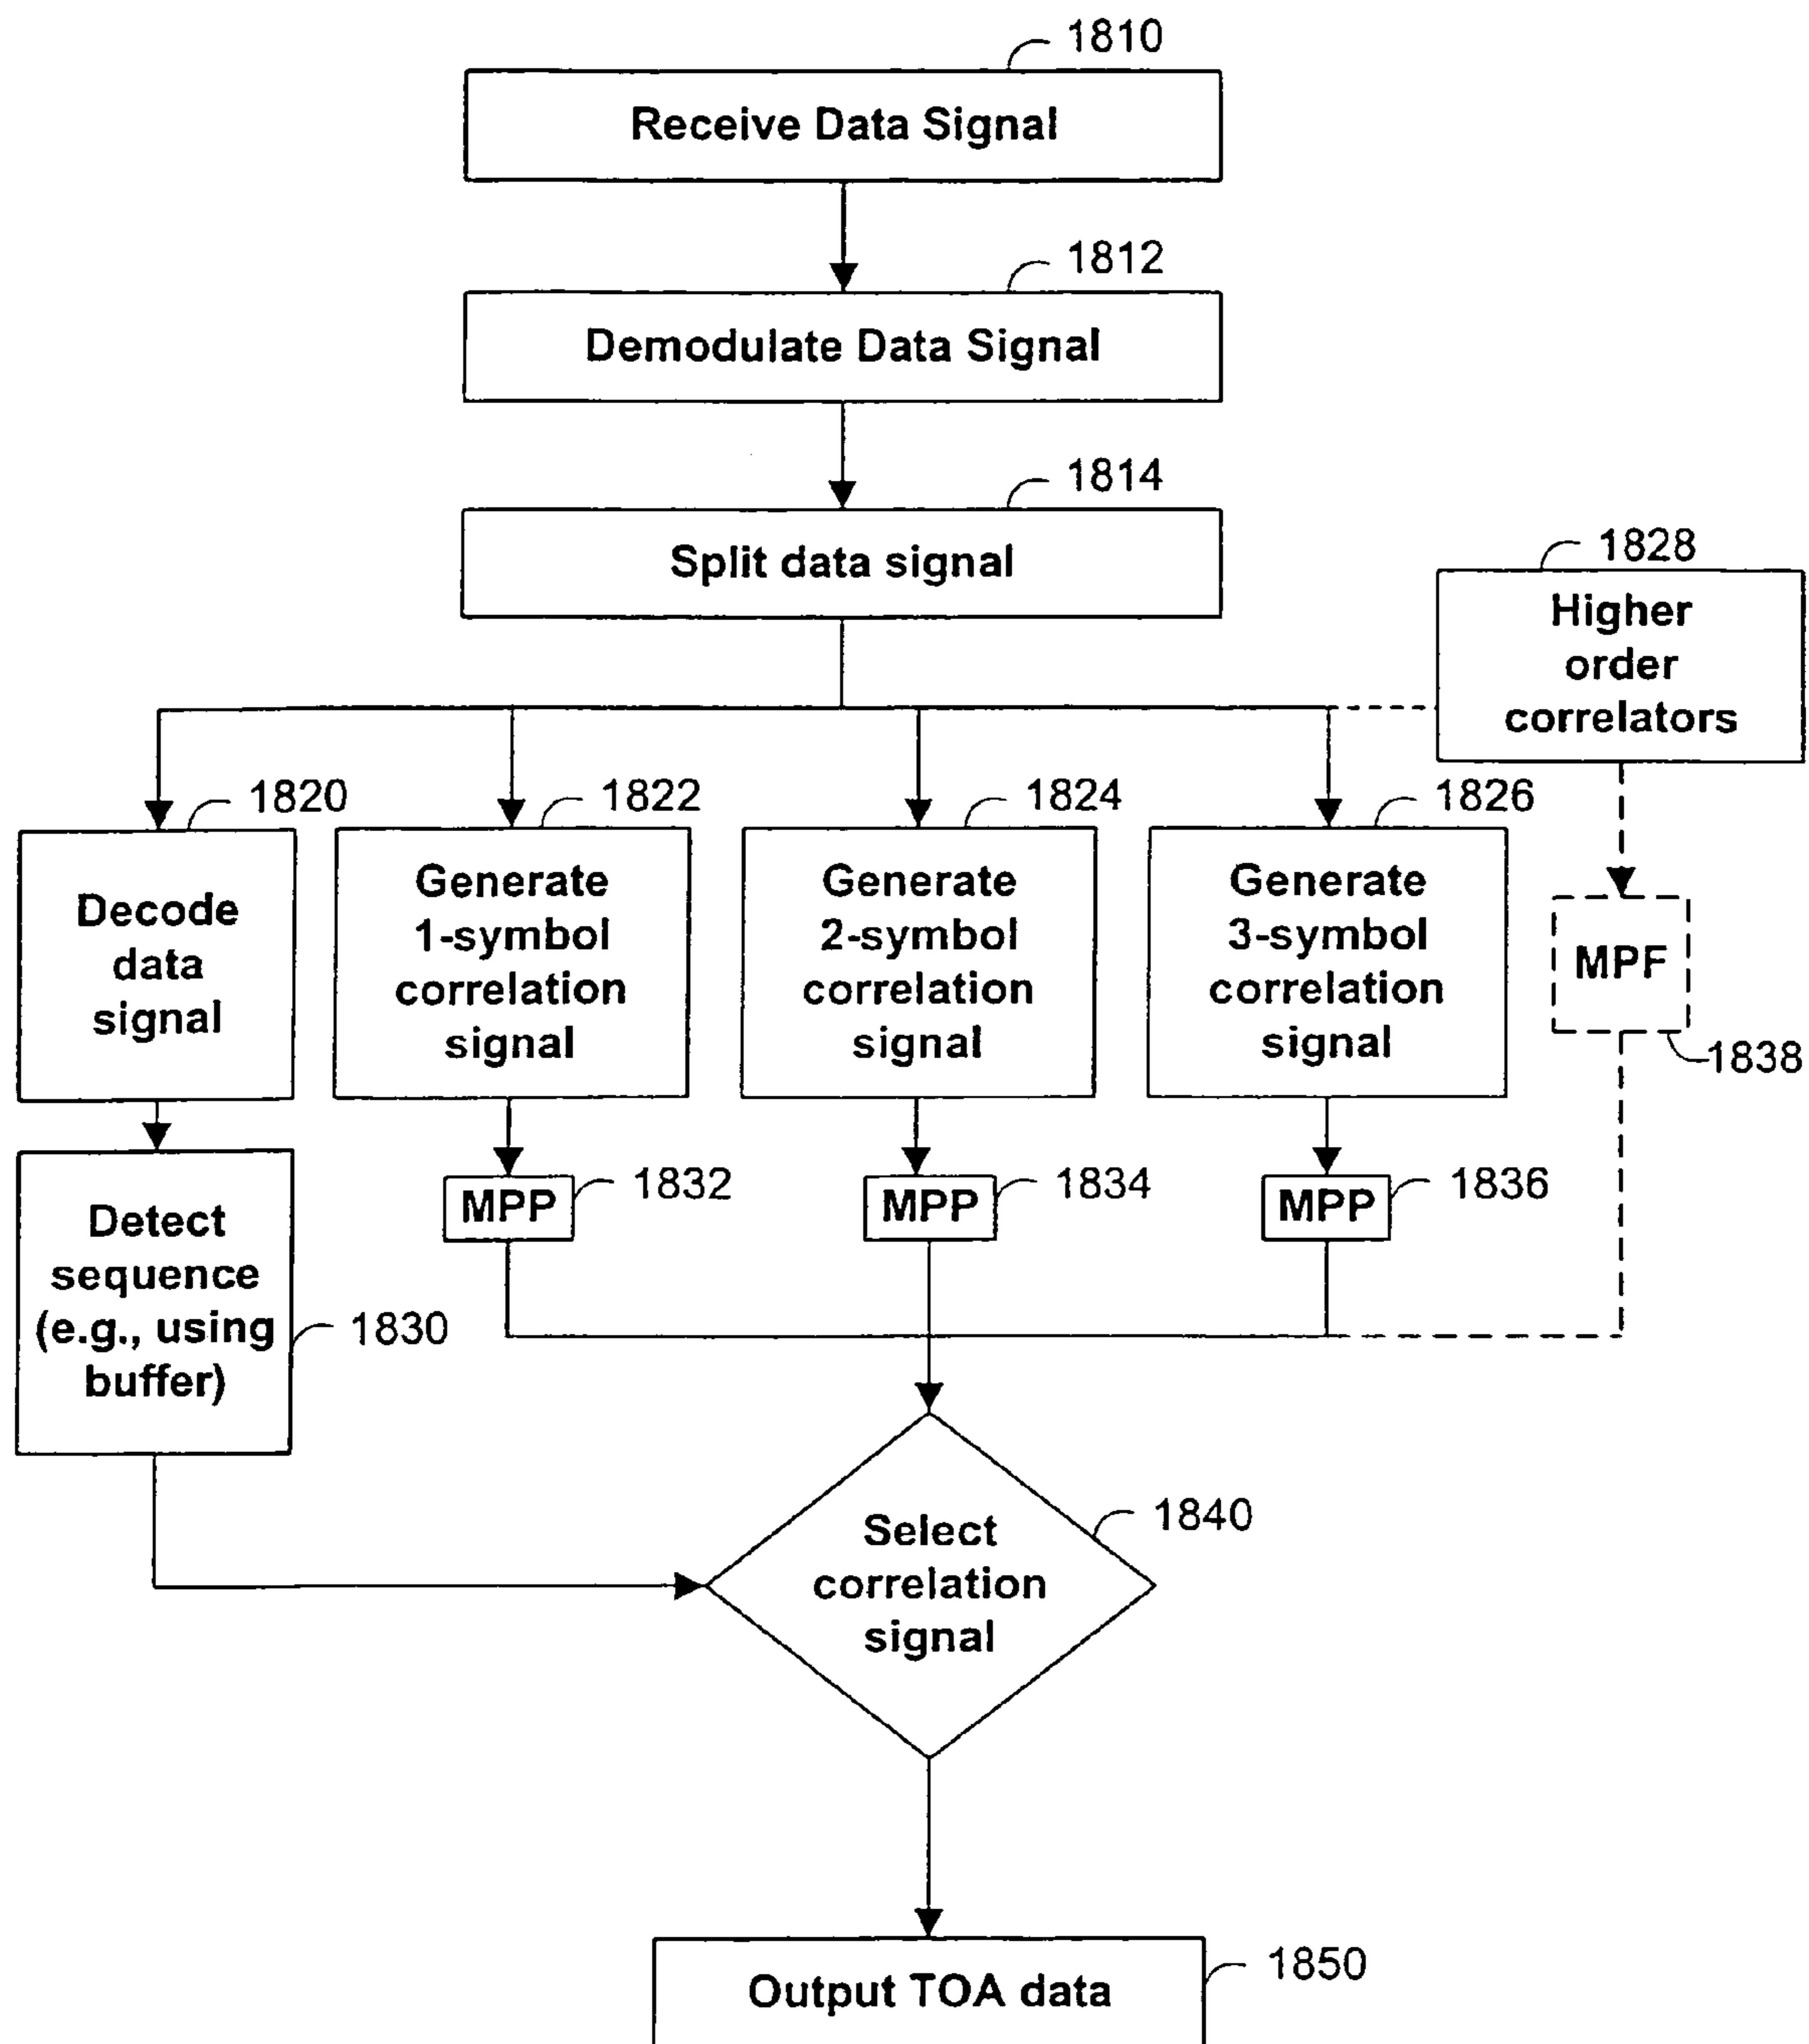 1810
Receive Data Signal
1812
Demodulate Data Signal
1814
Split data signal
1828
Higher
order
correlators
1820
Decode
data
signal
1822
Generate
1-symbol
correlation
signal
1824
Generate
2-symbol
correlation
signal
1826
Generate
3-symbol
correlation
signal
MPF
1838
Detect
sequence
(e.g., using
buffer)
1830
MPP
1832
MPP
1834
MPP
1836
Select
correlation
signal
1840
Output TOA data
1850